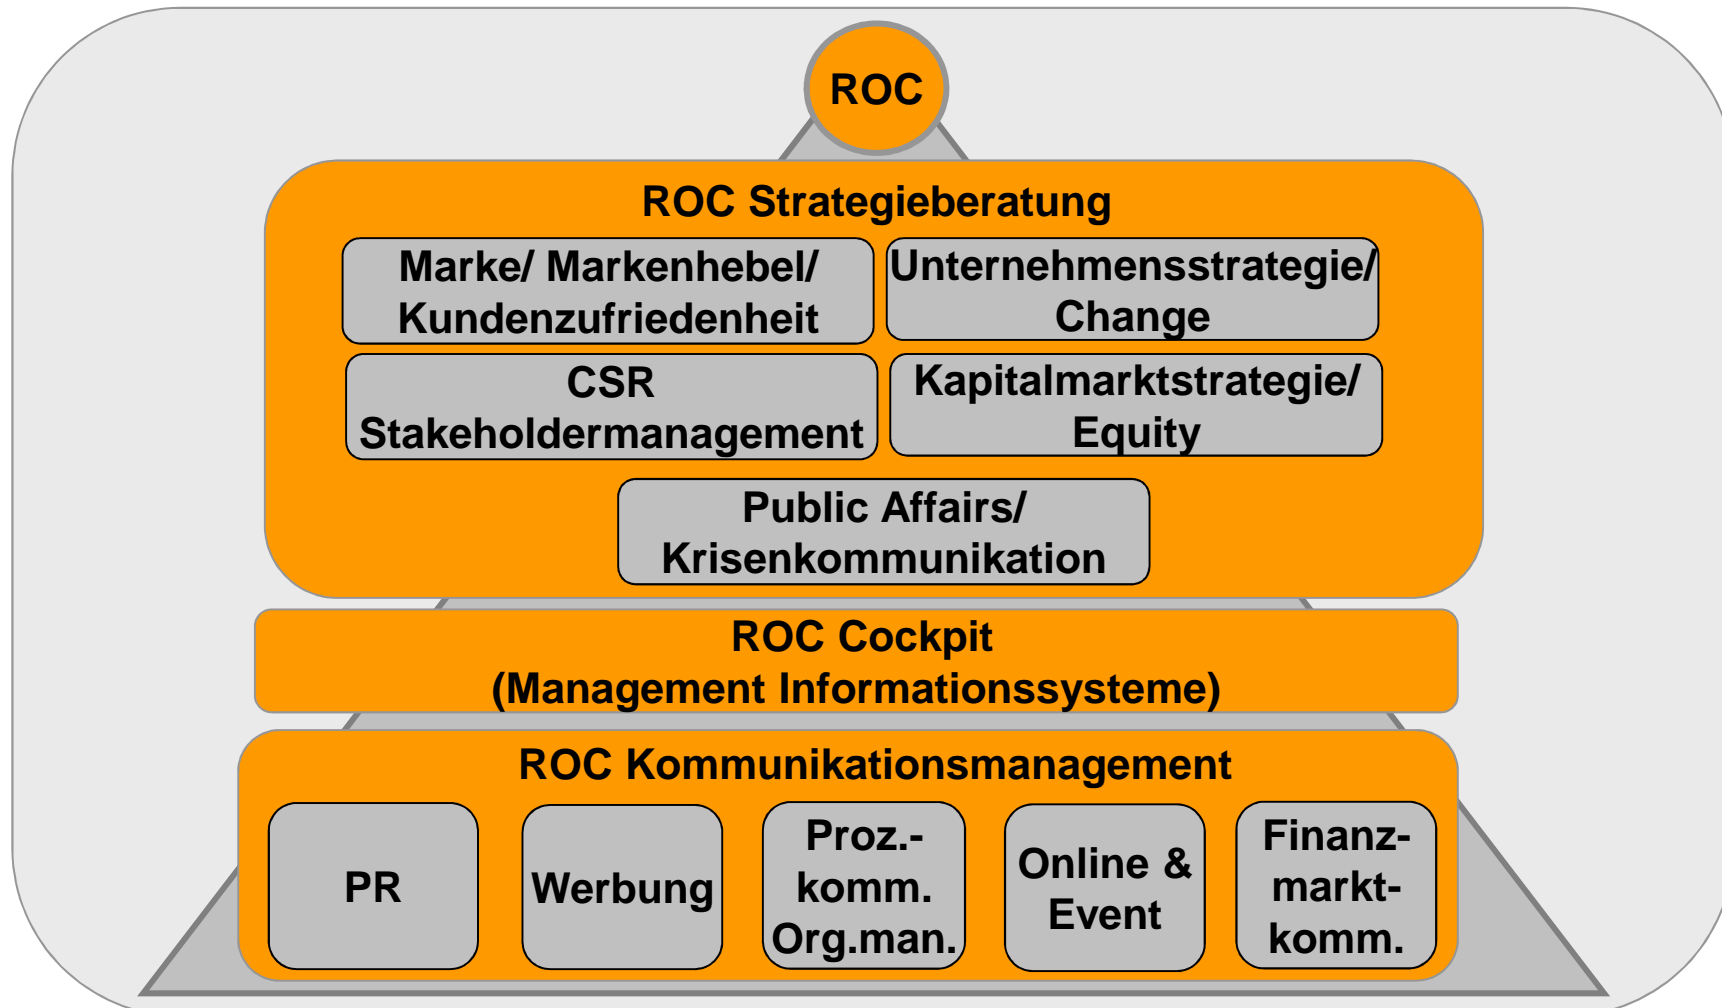 ROC
ROC Strategieberatung
Marke/ Markenhebel/
Kundenzufriedenheit
Unternehmensstrategie/
Change
CSR
Stakeholdermanagement
Kapitalmarktstrategie/
Equity
Public Affairs/
Krisenkommunikation
ROC Cockpit
(Management Informationssysteme)
ROC Kommunikationsmanagement
PR
Werbung
Proz.-
komm.
Org.man.
Online &
Event
Finanz-
markt-
komm.